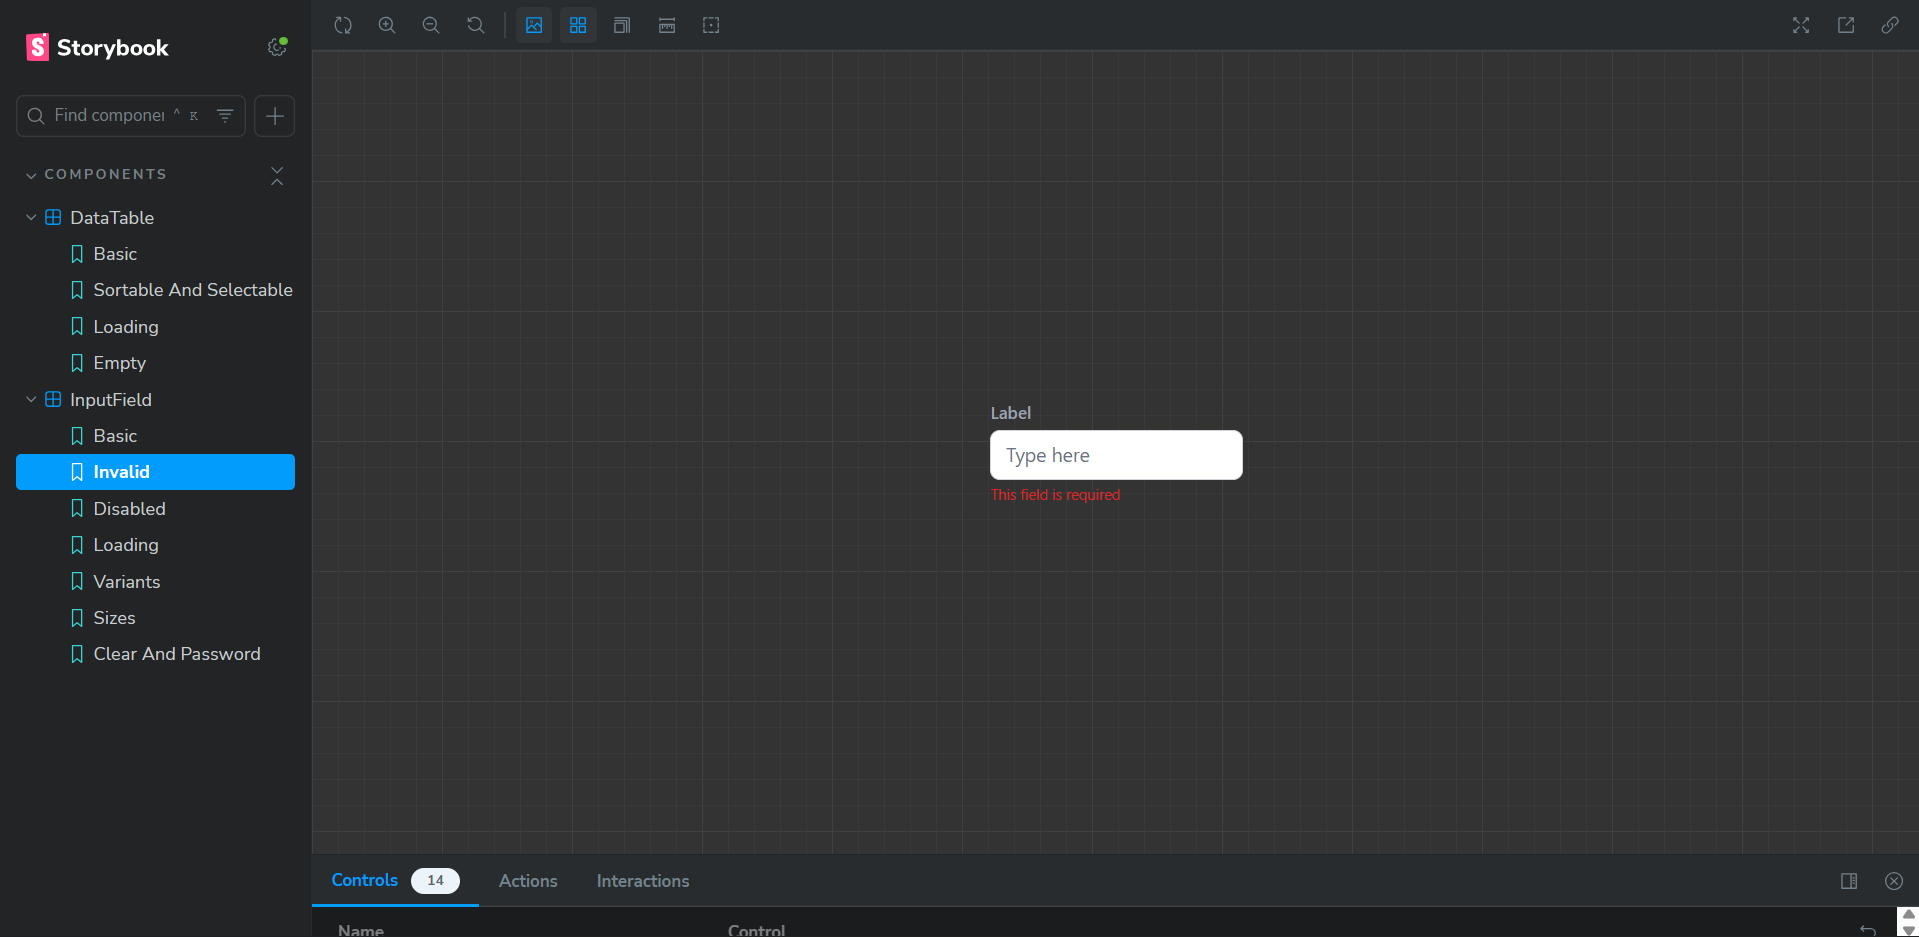 Storybook
Find componer ^ K
COMPONENTS
DataTable
Basic
Sortable And Selectable
Loading
Empty
InputField
Basic
Invalid
Disabled
Loading
Variants
Sizes
Clear And Password
Label
Type here
This field is required
Controls 14 Actions Interactions
Name Control